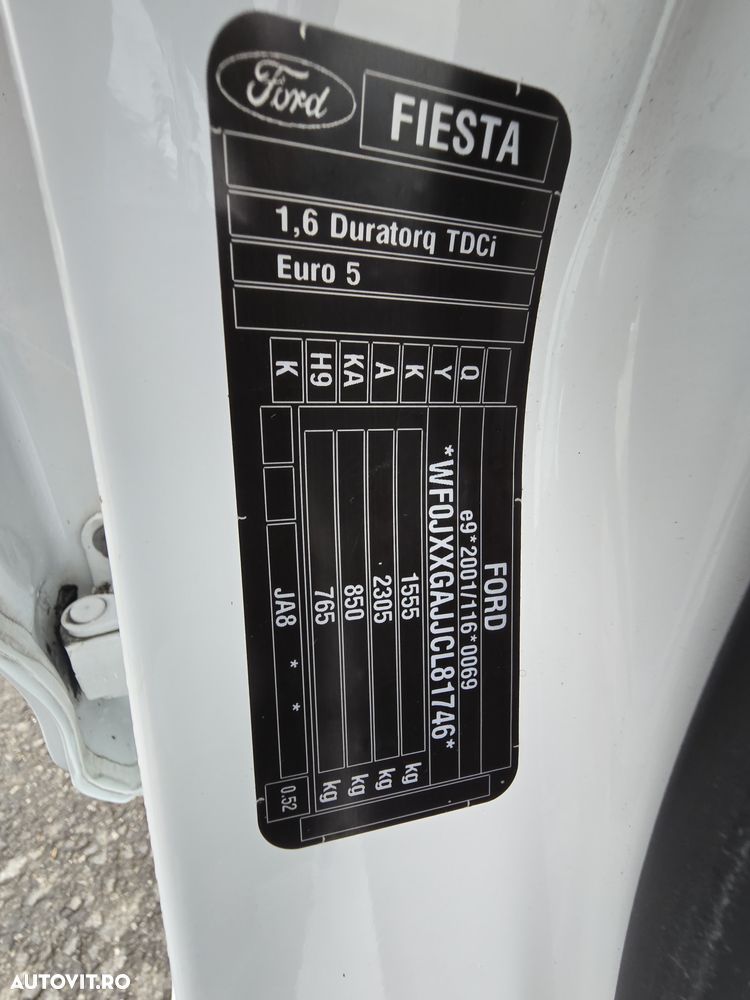 Ford
FIESTA
1,6 Duratorq TDCi
Euro 5
K H9 KA A K Y Q
FORD
e9*2001/116*0069
*WF0JXXGAJJCL81746*
1555 kg
2305 kg
850 kg
765 kg
JA8 * * 0.52
AUTOVIT.RO